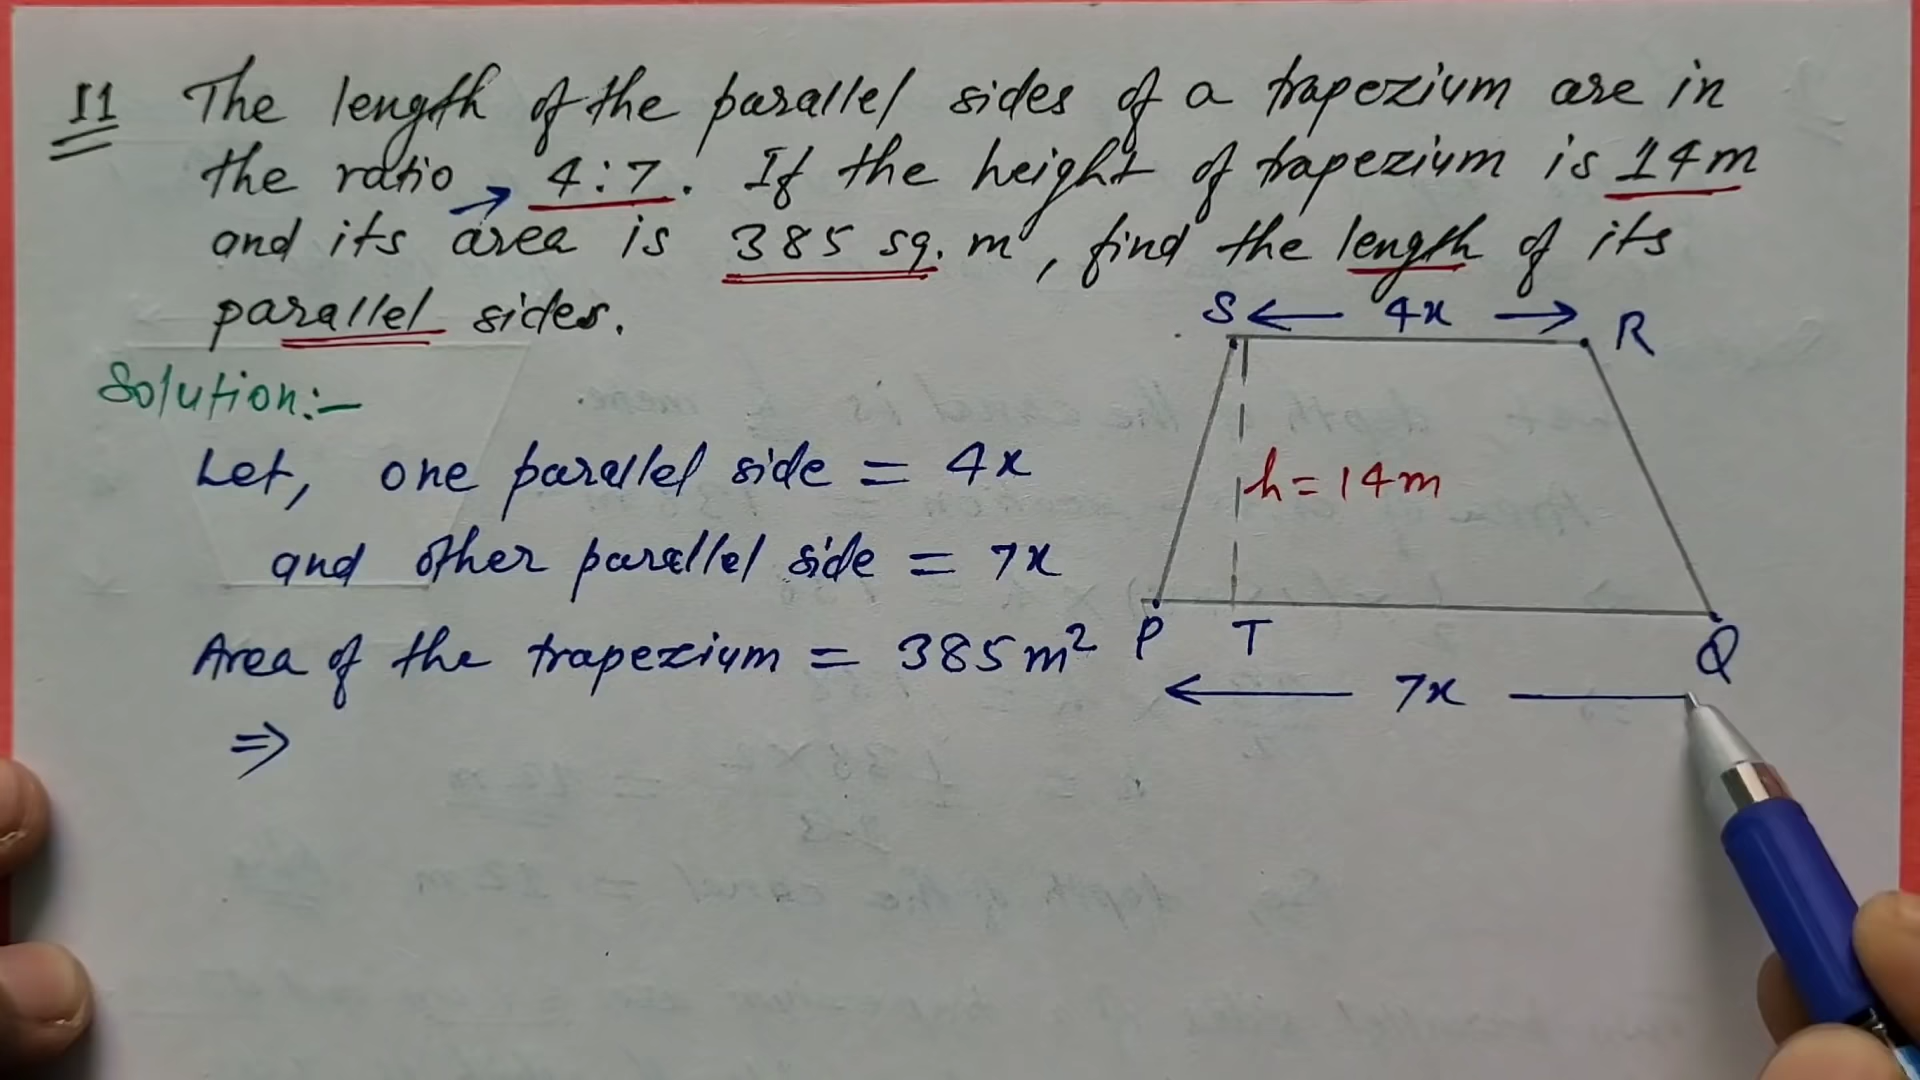 11 The length of the parallel sides of a trapezium are in
the ratio → 4:7. If the height of trapezium is 14m
and its area is 385 sq. m, find the length of its
parallel sides.
S ← 4x → R
Solution:-
Let, one parallel side = 4x
h = 14m
and other parallel side = 7x
Area of the trapezium = 385m²
P T Q
← 7x
⇒